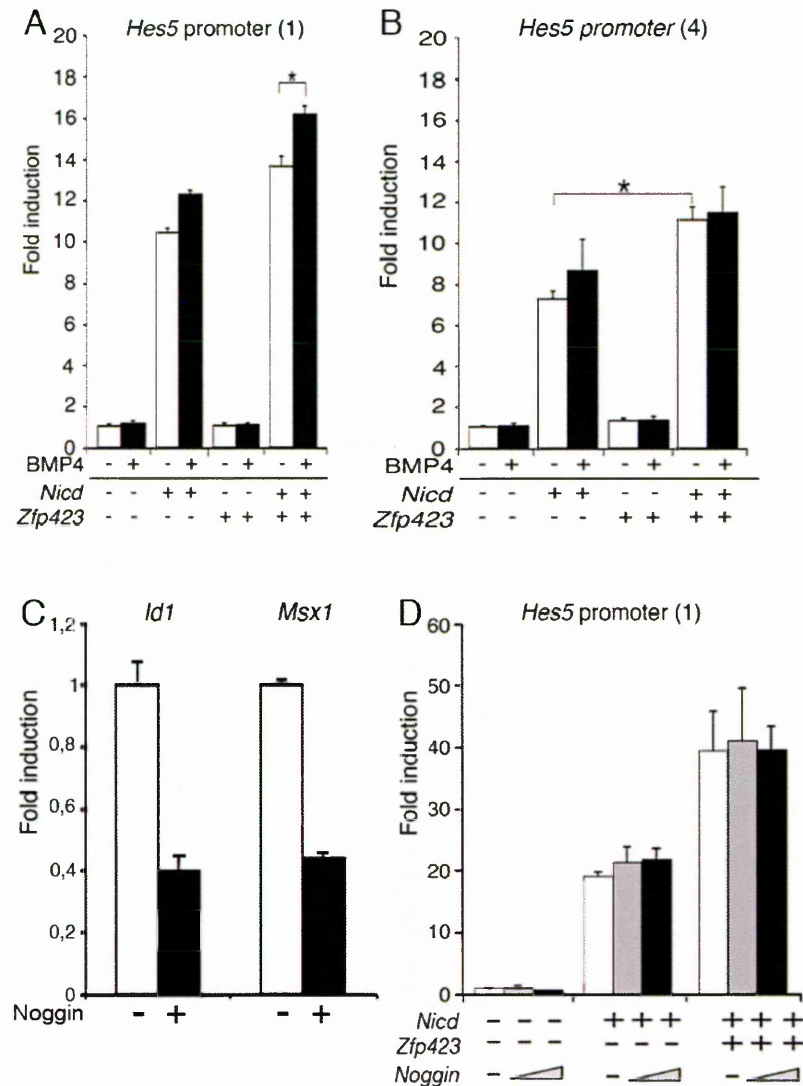 A Hes5 promoter (1)
Fold induction
20
18
16
14
12
10
8
6
4
2
0
*
BMP4 - + - + - + - +
Nicd - - + + - - + +
Zfp423 - - - - + + + +
B Hes5 promoter (4)
Fold induction
20
18
16
14
12
10
8
6
4
2
0
*
BMP4 - + - + - + - +
Nicd - - + + - - + +
Zfp423 - - - - + + + +
C Id1 Msx1
Fold induction
1,2
1
0,8
0,6
0,4
0,2
0
Noggin - + - +
D Hes5 promoter (1)
Fold induction
60
50
40
30
20
10
0
Nicd - - - + + + + + +
Zfp423 - - - - - - + + +
Noggin - - -